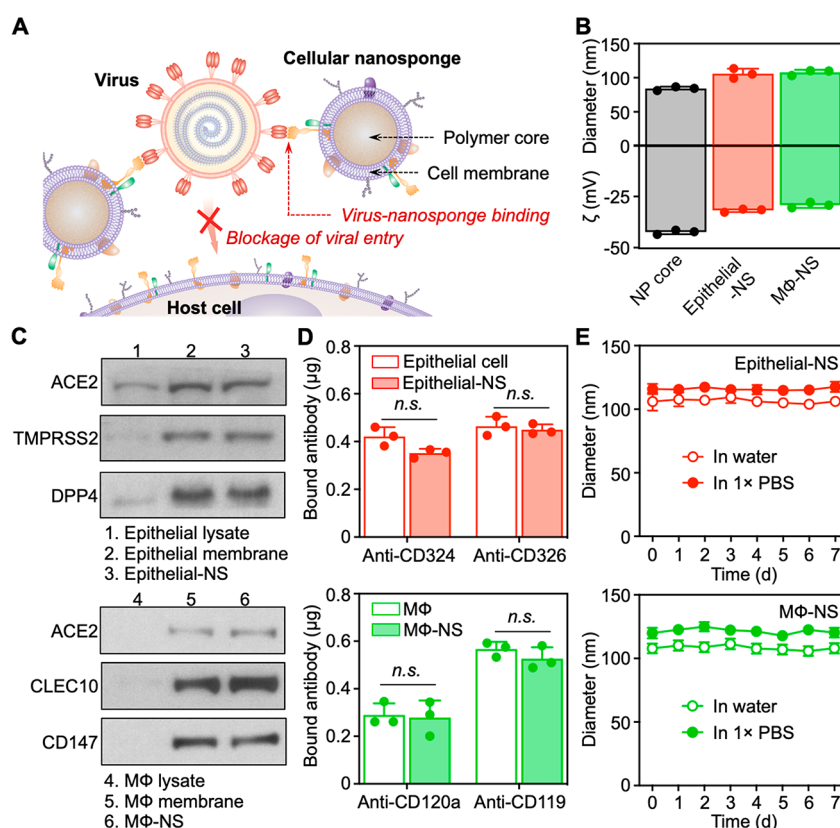 A
Virus
Cellular nanosponge
Polymer core
Cell membrane
Virus-nanosponge binding
Blockage of viral entry
Host cell
B
Diameter (nm)
ζ (mV)
150
100
50
0
-25
-50
NP core
Epithelial
-NS
MΦ-NS
C
1 2 3
ACE2
TMPRSS2
DPP4
1. Epithelial lysate
2. Epithelial membrane
3. Epithelial-NS
4 5 6
ACE2
CLEC10
CD147
4. MΦ lysate
5. MΦ membrane
6. MΦ-NS
D
Bound antibody (μg)
0.8
0.6
0.4
0.2
0
Epithelial cell
Epithelial-NS
n.s.
n.s.
Anti-CD324 Anti-CD326
Bound antibody (μg)
0.8
0.6
0.4
0.2
0
MΦ
MΦ-NS
n.s.
n.s.
Anti-CD120a Anti-CD119
E
Diameter (nm)
150
100
50
0
Epithelial-NS
In water
In 1× PBS
0 1 2 3 4 5 6 7
Time (d)
Diameter (nm)
150
100
50
0
MΦ-NS
In water
In 1× PBS
0 1 2 3 4 5 6 7
Time (d)